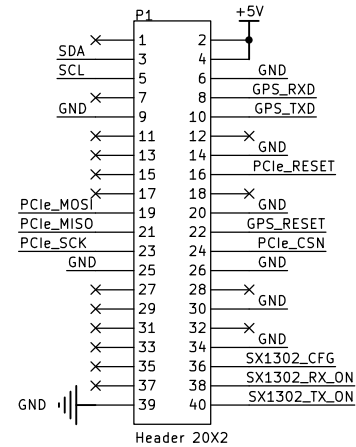 P1
+5V
1 2
SDA 3 4
SCL 5 6 GND
7 8 GPS_RXD
GND 9 10 GPS_TXD
11 12
13 14 GND
15 16 PCIe_RESET
17 18
PCIe_MOSI 19 20 GND
PCIe_MISO 21 22 GPS_RESET
PCIe_SCK 23 24 PCIe_CSN
GND 25 26 GND
27 28
29 30 GND
31 32
33 34 GND
35 36 SX1302_CFG
37 38 SX1302_RX_ON
GND 39 40 SX1302_TX_ON
Header 20X2